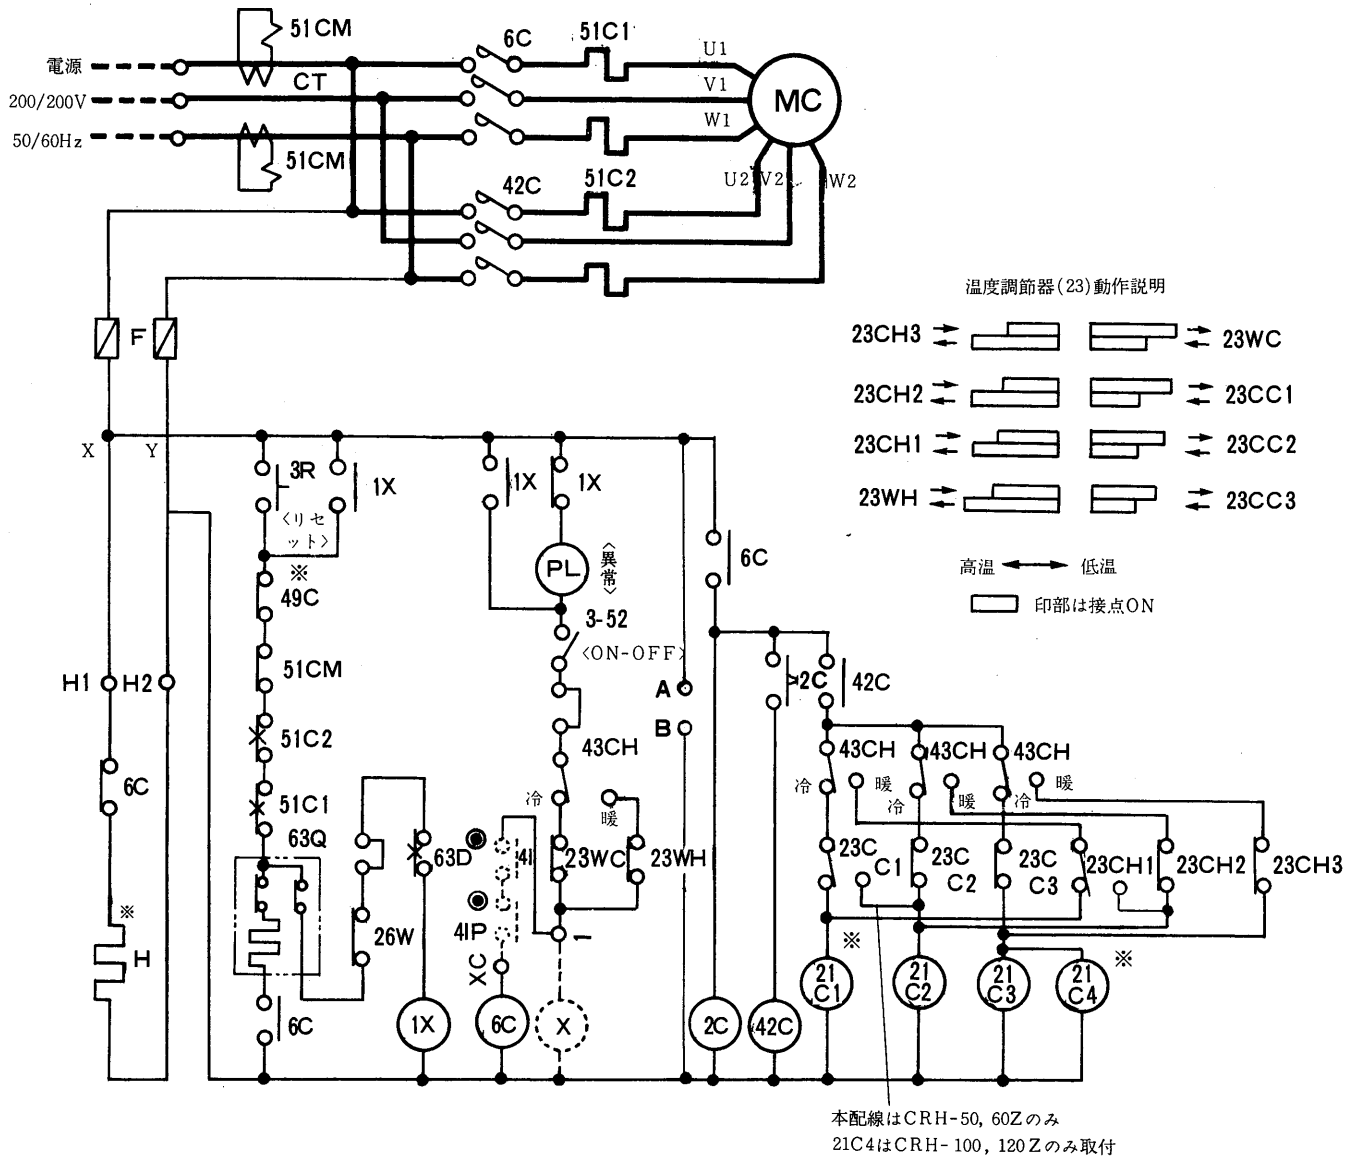 51CM
6C
51C1
U1
電源
CT
V1
MC
200/200V
W1
50/60Hz
51CM
42C
51C2
U2 V2 W2
温度調節器(23)動作説明
23CH3 23WC
23CH2 23CC1
23CH1 23CC2
23WH 23CC3
高温 低温
印部は接点ON
F
X Y
3R
1X
〈リセ
ット〉
1X
1X
6C
PL
〈異常〉
※
49C
3-52
〈ON-OFF〉
51CM
H1 H2
A
2C
42C
B
51C2
43CH
43CH
43CH
43CH
6C
51C1
冷
暖
冷
暖
冷
暖
冷
暖
63Q
63D
41
23WC
23WH
23C
C1
23C
C2
23C
C3
23CH1
23CH2
23CH3
※
H
26W
41P
1
XC
※
※
21
C1
21
C2
21
C3
21
C4
6C
1X
6C
X
2C
42C
本配線はCRH-50, 60Zのみ
21C4はCRH-100, 120Zのみ取付